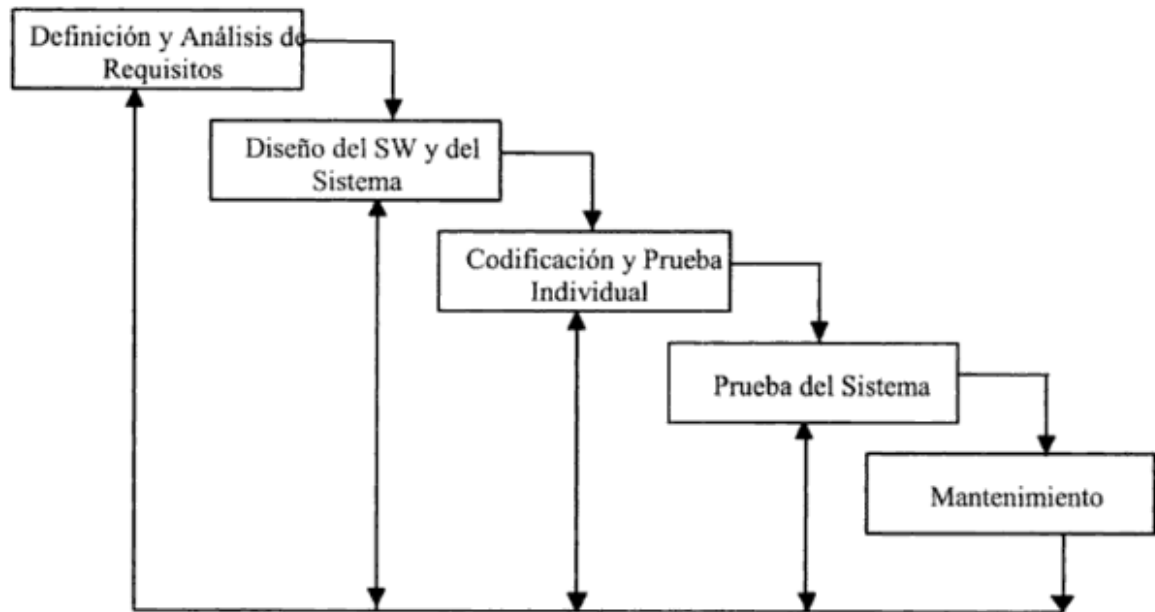 Definición y Análisis de
Requisitos
Diseño del SW y del
Sistema
Codificación y Prueba
Individual
Prueba del Sistema
Mantenimiento